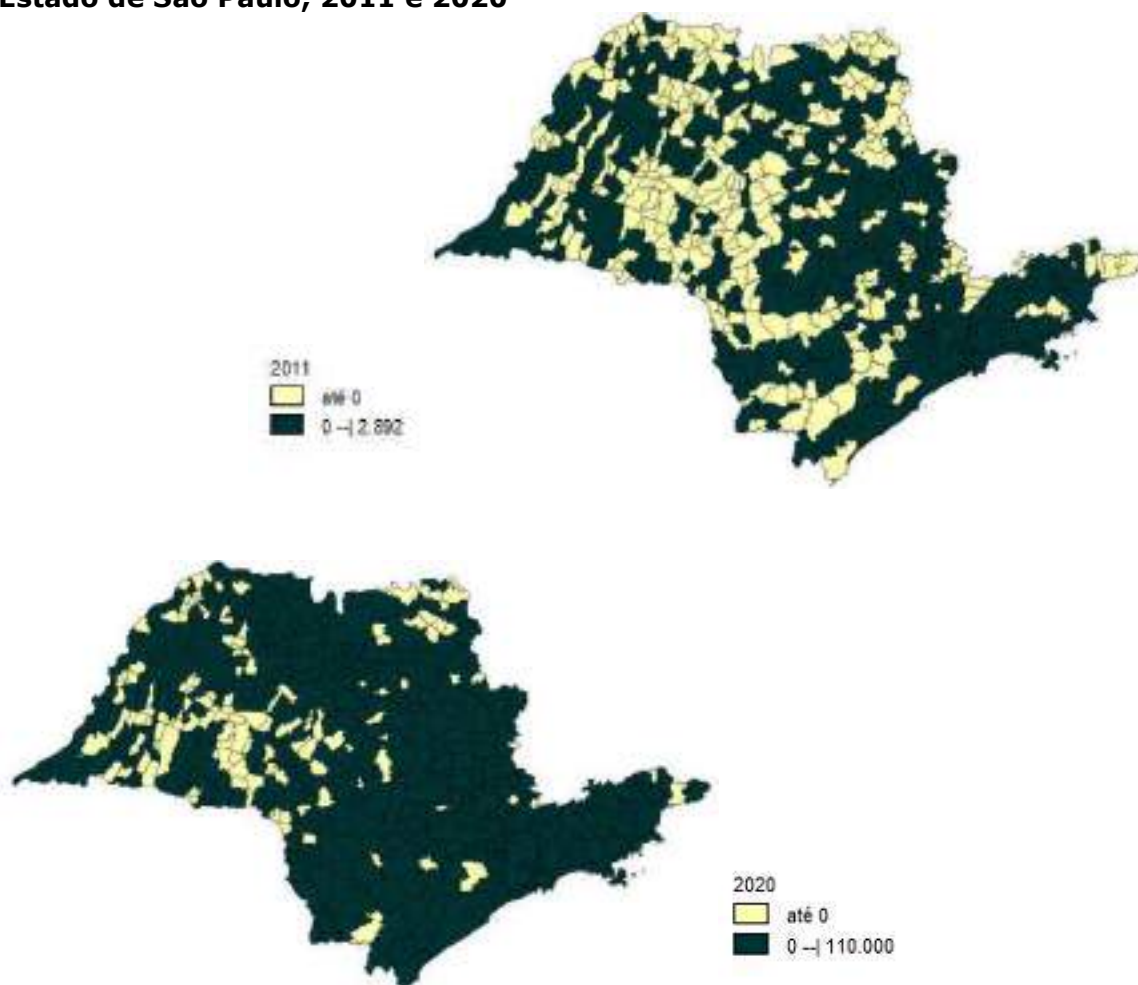 Estado de São Paulo, 2011 e 2020
2011
até 0
0 --| 2.892
2020
até 0
0 --| 110.000